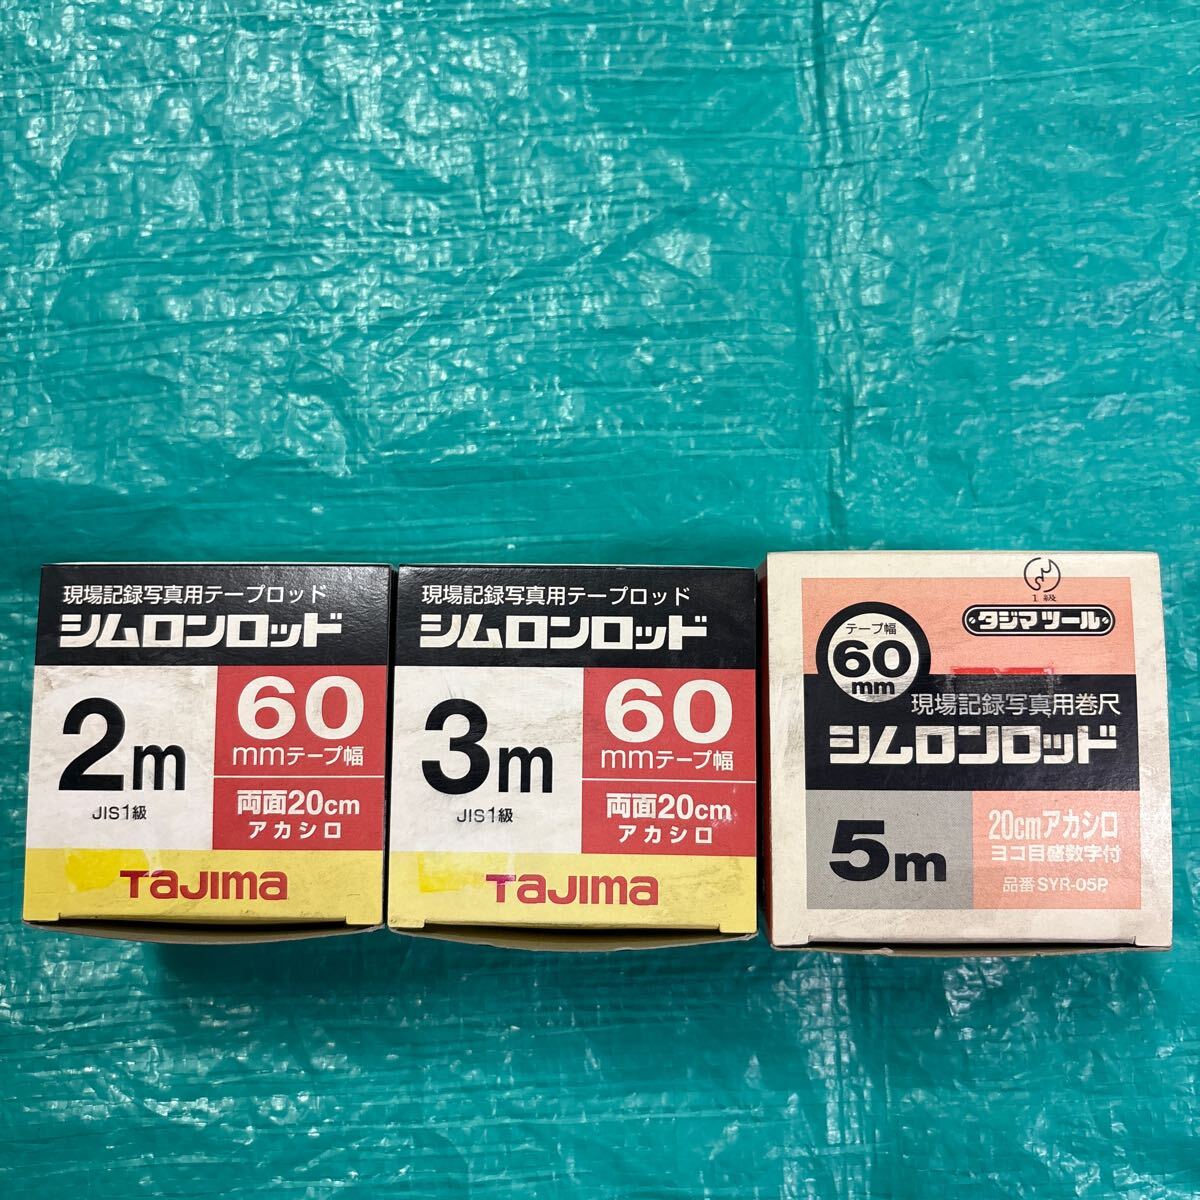 現場記録写真用テープロッド
シムロンロッド
2m
JIS1級
60
mmテープ幅
両面20cm
アカシロ
TaJIma
現場記録写真用テープロッド
シムロンロッド
3m
JIS1級
60
mmテープ幅
両面20cm
アカシロ
TaJIma
1級
タジマツール
テープ幅
60
mm
現場記録写真用巻尺
シムロンロッド
5m
20cmアカシロ
ヨコ目盛数字付
品番SYR-05P